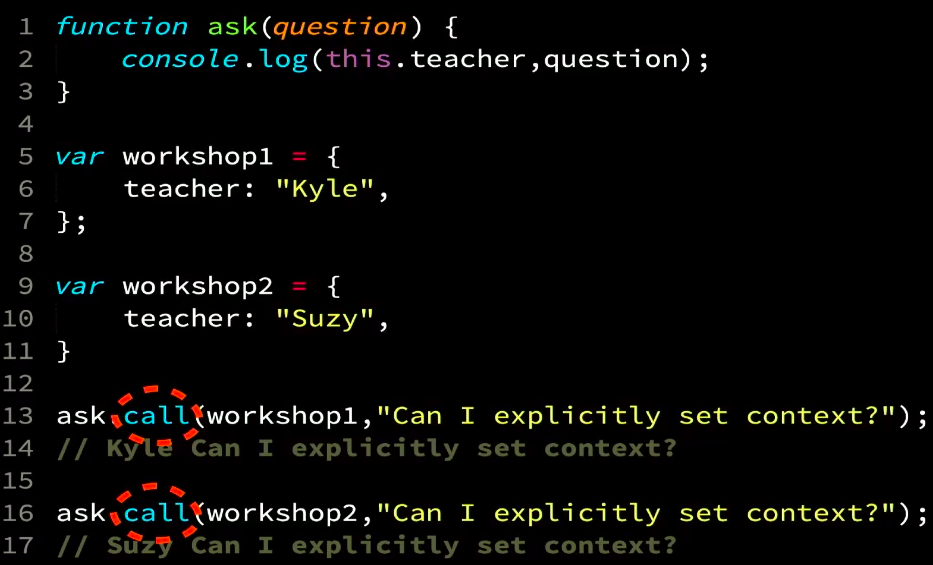 1 function ask(question) {
2 console.log(this.teacher,question);
3 }
4
5 var workshop1 = {
6 teacher: "Kyle",
7 };
8
9 var workshop2 = {
10 teacher: "Suzy",
11 }
12
13 ask.call(workshop1,"Can I explicitly set context?");
14 // Kyle Can I explicitly set context?
15
16 ask.call(workshop2,"Can I explicitly set context?");
17 // Suzy Can I explicitly set context?